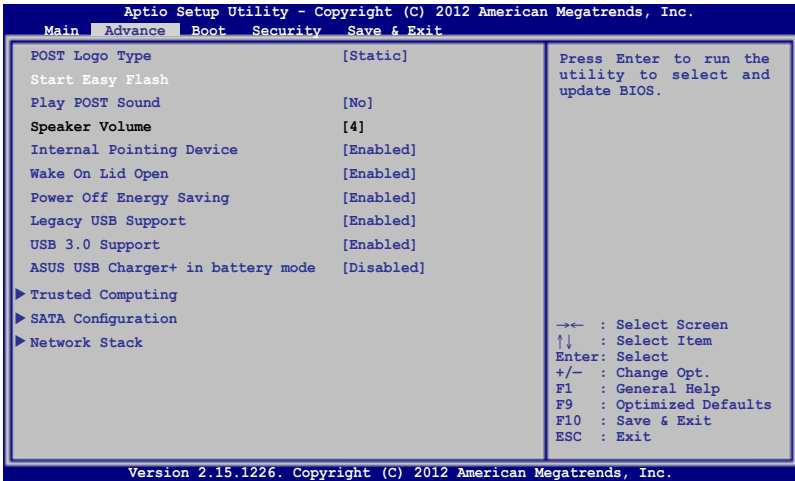 Aptio Setup Utility - Copyright (C) 2012 American Megatrends, Inc.
Main Advance Boot Security Save & Exit
POST Logo Type [Static]
Start Easy Flash
Play POST Sound [No]
Speaker Volume [4]
Internal Pointing Device [Enabled]
Wake On Lid Open [Enabled]
Power Off Energy Saving [Enabled]
Legacy USB Support [Enabled]
USB 3.0 Support [Enabled]
ASUS USB Charger+ in battery mode [Disabled]
Trusted Computing
SATA Configuration
Network Stack
Press Enter to run the
utility to select and
update BIOS.
→← : Select Screen
↑↓ : Select Item
Enter: Select
+/— : Change Opt.
F1 : General Help
F9 : Optimized Defaults
F10 : Save & Exit
ESC : Exit
Version 2.15.1226. Copyright (C) 2012 American Megatrends, Inc.